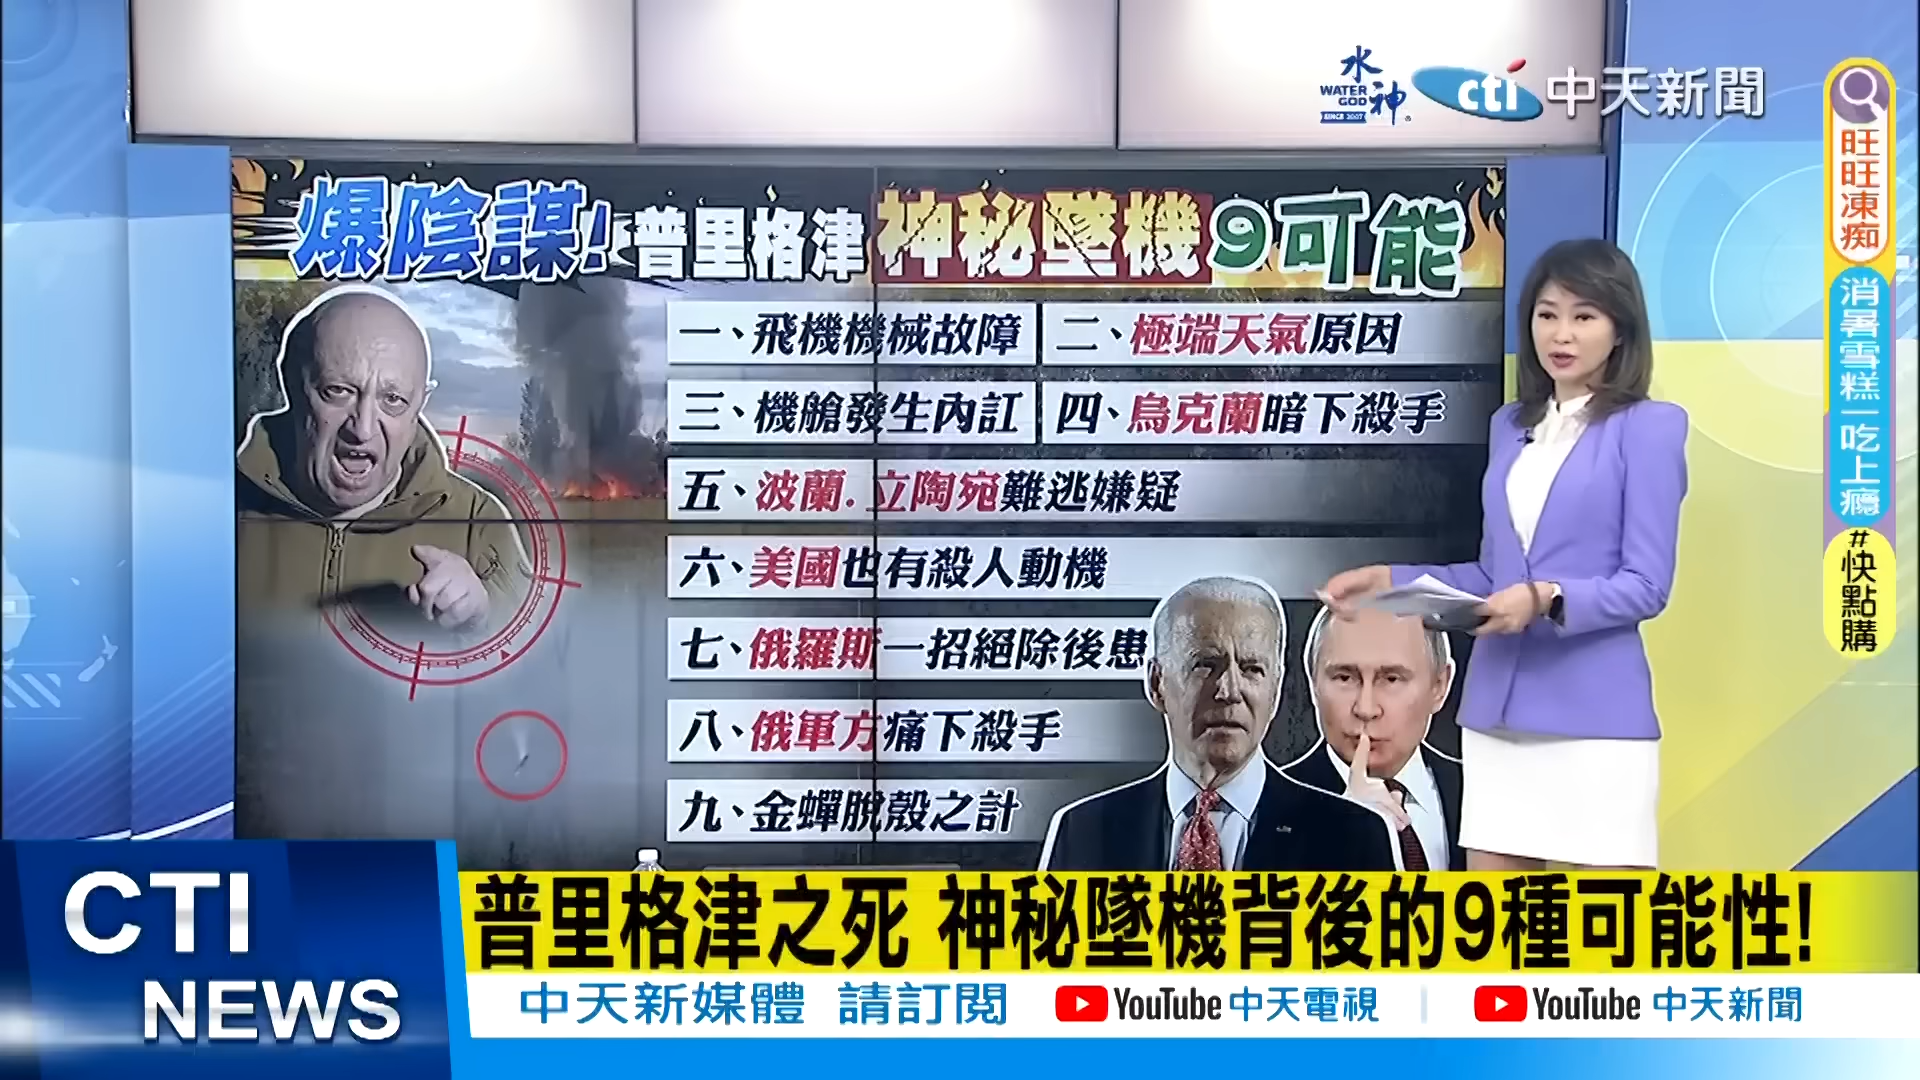 水神
WATER
GOD
SINCE 2007
cti 中天新聞
旺旺凍痴
消暑雪糕一吃上癮
#快點購
爆陰謀!普里格津神秘墜機9可能
一、飛機機械故障
二、極端天氣原因
三、機艙發生內訌
四、烏克蘭暗下殺手
五、波蘭.立陶宛難逃嫌疑
六、美國也有殺人動機
七、俄羅斯一招絕除後患
八、俄軍方痛下殺手
九、金蟬脫殼之計
CTI
NEWS
普里格津之死 神秘墜機背後的9種可能性!
中天新媒體 請訂閱 YouTube 中天電視 | YouTube 中天新聞